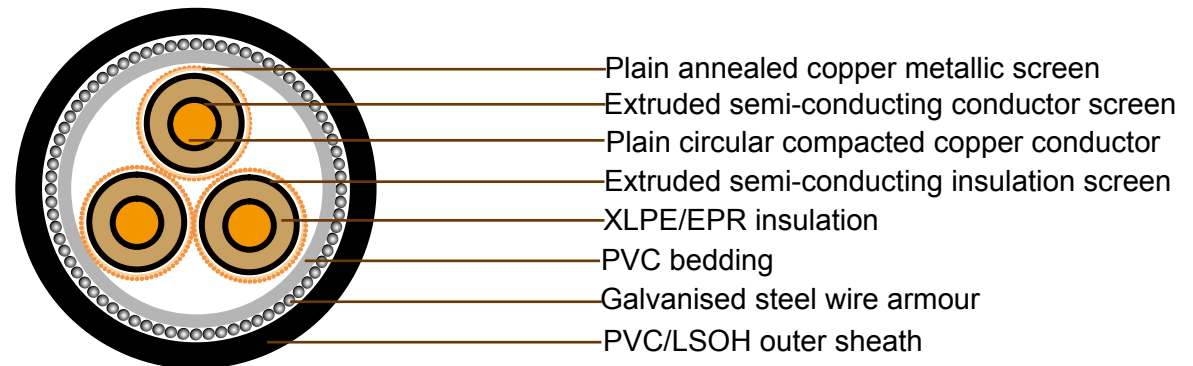 Plain annealed copper metallic screen
Extruded semi-conducting conductor screen
Plain circular compacted copper conductor
Extruded semi-conducting insulation screen
XLPE/EPR insulation
PVC bedding
Galvanised steel wire armour
PVC/LSOH outer sheath